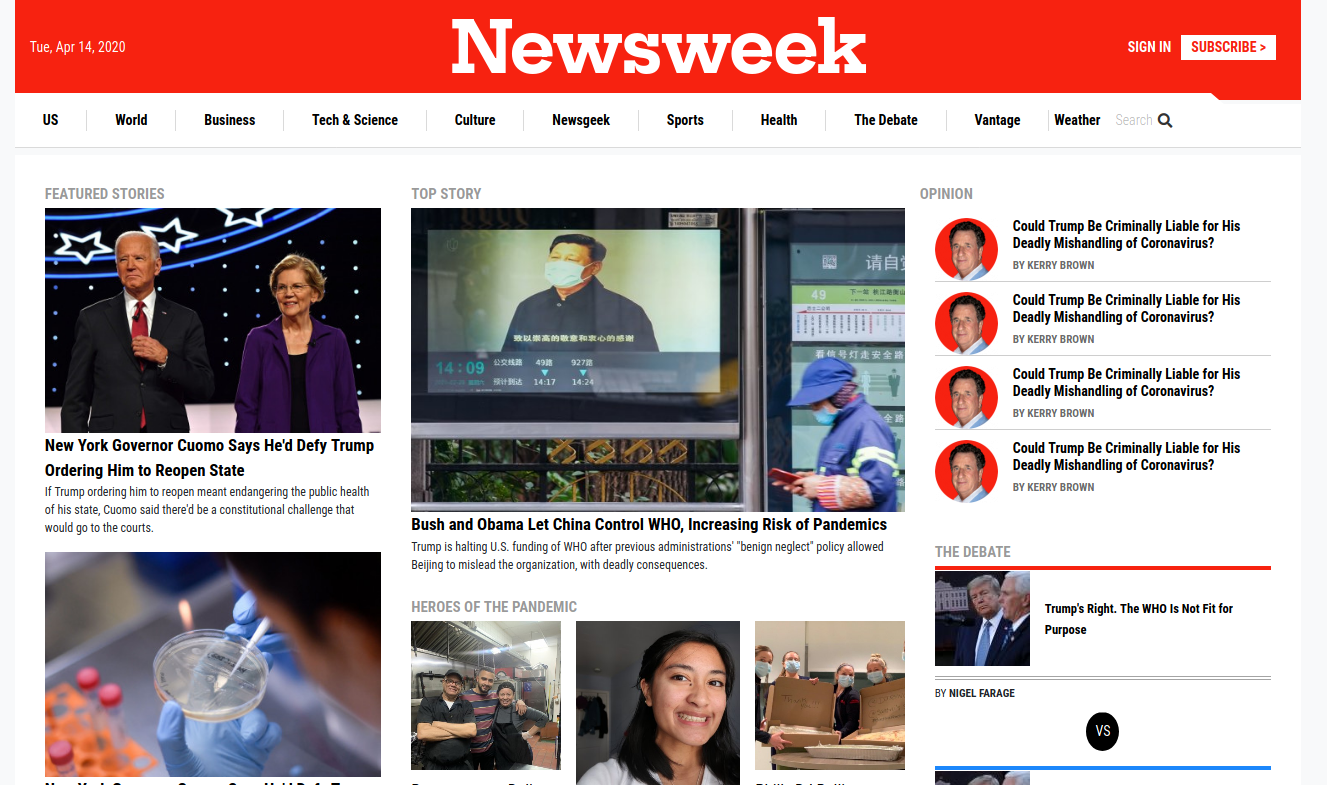 Tue, Apr 14, 2020
Newsweek
SIGN IN
SUBSCRIBE >
US
World
Business
Tech & Science
Culture
Newsgeek
Sports
Health
The Debate
Vantage
Weather
Search
FEATURED STORIES
New York Governor Cuomo Says He'd Defy Trump
Ordering Him to Reopen State
If Trump ordering him to reopen meant endangering the public health
of his state, Cuomo said there'd be a constitutional challenge that
would go to the courts.
TOP STORY
请自觉
49
下一站
致以崇高的敬意和衷心的感谢
14:09
公交线路 49路 927路
预计到达 14:17 14:24
看信号灯走安全路
Bush and Obama Let China Control WHO, Increasing Risk of Pandemics
Trump is halting U.S. funding of WHO after previous administrations' "benign neglect" policy allowed
Beijing to mislead the organization, with deadly consequences.
HEROES OF THE PANDEMIC
OPINION
Could Trump Be Criminally Liable for His
Deadly Mishandling of Coronavirus?
BY KERRY BROWN
Could Trump Be Criminally Liable for His
Deadly Mishandling of Coronavirus?
BY KERRY BROWN
Could Trump Be Criminally Liable for His
Deadly Mishandling of Coronavirus?
BY KERRY BROWN
Could Trump Be Criminally Liable for His
Deadly Mishandling of Coronavirus?
BY KERRY BROWN
THE DEBATE
Trump's Right. The WHO Is Not Fit for
Purpose
BY NIGEL FARAGE
VS